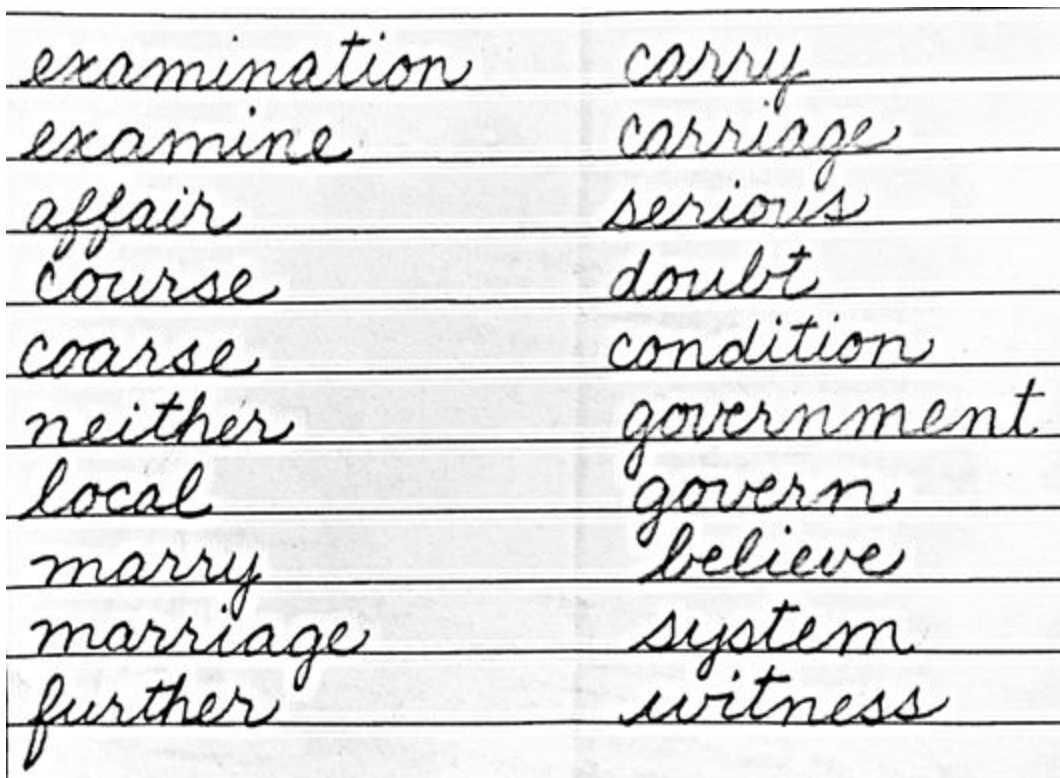 examination carry
examine carriage
affair serious
course doubt
coarse condition
neither government
local govern
marry believe
marriage system
further witness